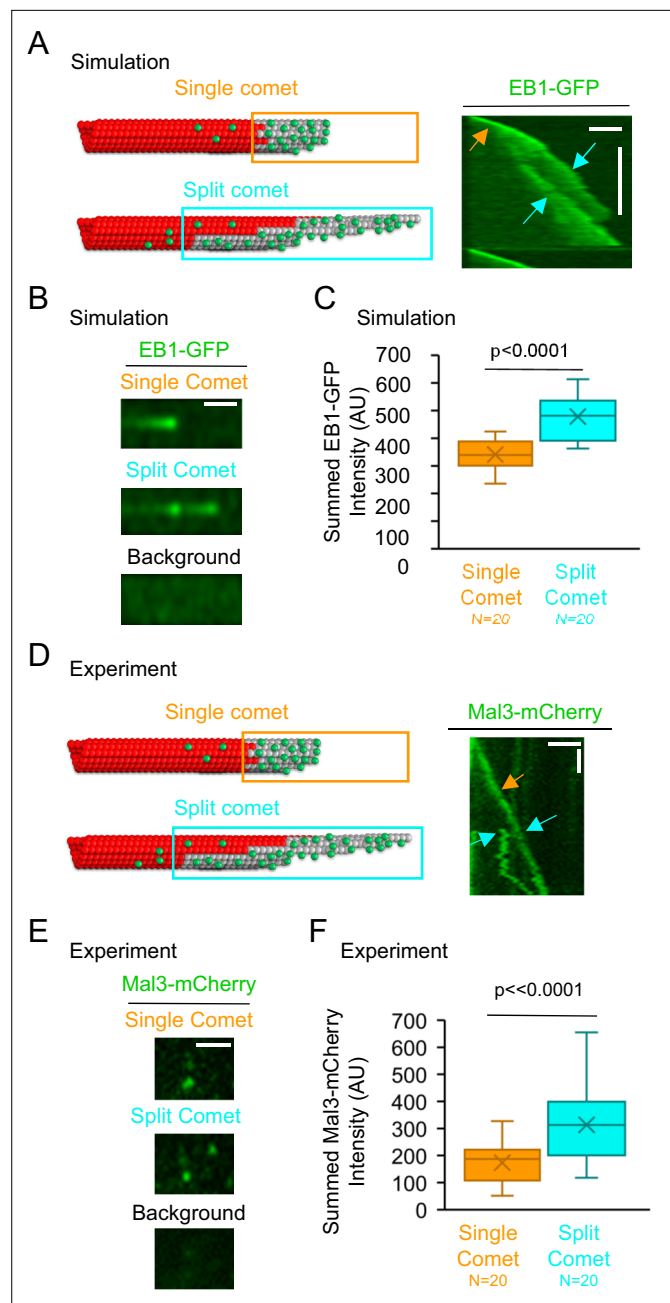 A
Simulation
Single comet
Split comet
EB1-GFP
B
Simulation
EB1-GFP
Single Comet
Split Comet
Background
C
Simulation
p<0.0001
Summed EB1-GFP
Intensity (AU)
700
600
500
400
300
200
100
0
Single
Comet
N=20
Split
Comet
N=20
D
Experiment
Single comet
Split comet
Mal3-mCherry
E
Experiment
Mal3-mCherry
Single Comet
Split Comet
Background
F
Experiment
p<<0.0001
Summed Mal3-mCherry
Intensity (AU)
700
600
500
400
300
200
100
0
Single
Comet
N=20
Split
Comet
N=20